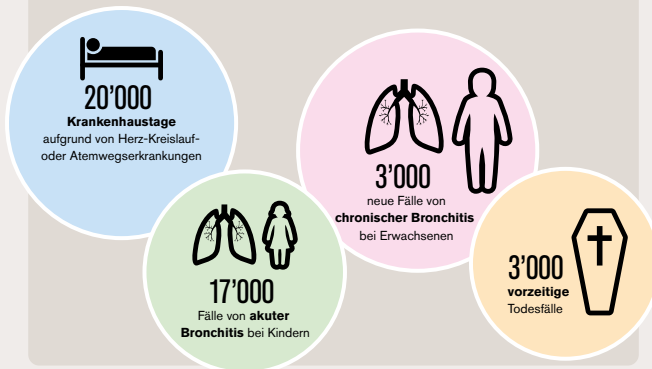 20’000
Krankenhaustage
aufgrund von Herz-Kreislauf-
oder Atemwegserkrankungen
3’000
neue Fälle von
chronischer Bronchitis
bei Erwachsenen
17’000
Fälle von akuter
Bronchitis bei Kindern
3’000
vorzeitige
Todesfälle